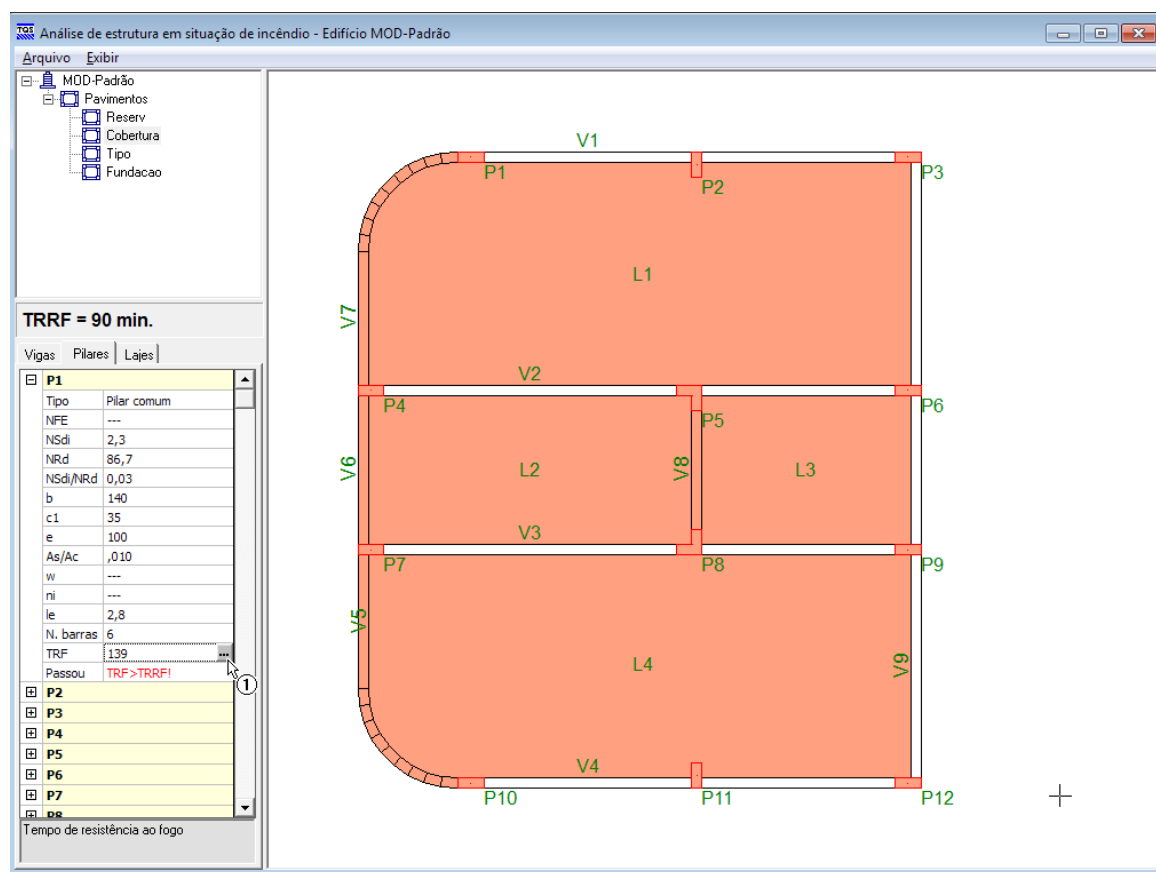 TQS Análise de estrutura em situação de incêndio - Edifício MOD-Padrão
Arquivo Exibir
MOD-Padrão
Pavimentos
Reserv
Cobertura
Tipo
Fundacao
TRRF = 90 min.
Vigas Pilares Lajes
P1
Tipo Pilar comum
NFE ---
NSdi 2,3
NRd 86,7
NSdi/NRd 0,03
b 140
c1 35
e 100
As/Ac ,010
w ---
ni ---
le 2,8
N. barras 6
TRF 139 ...
Passou TRF>TRRF!
1
P2
P3
P4
P5
P6
P7
P8
Tempo de resistência ao fogo
V1
P1
P2
P3
L1
V7
V2
P4
P5
P6
V6
L2
V8
L3
V3
P7
P8
P9
V5
L4
V9
V4
P10
P11
P12